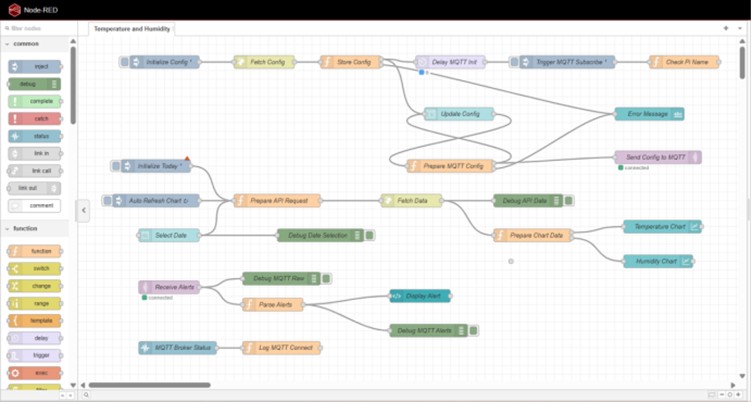 Node-RED
filter nodes
Temperature and Humidity
common
inject
debug
complete
catch
status
link in
link call
link out
comment
function
function
switch
change
range
template
delay
trigger
exec
Initialize Config
Fetch Config
Store Config
Delay MQTT Init
Trigger MQTT Subscribe
Check Pi Name
Update Config
Error Message
Initialize Today
Prepare MQTT Config
Send Config to MQTT
connected
Auto Refresh Chart
Prepare API Request
Fetch Data
Debug API Data
Select Date
Debug Date Selection
Prepare Chart Data
Temperature Chart
Humidity Chart
Receive Alerts
connected
Debug MQTT Raw
Parse Alerts
Display Alert
Debug MQTT Alerts
MQTT Broker Status
Log MQTT Connect